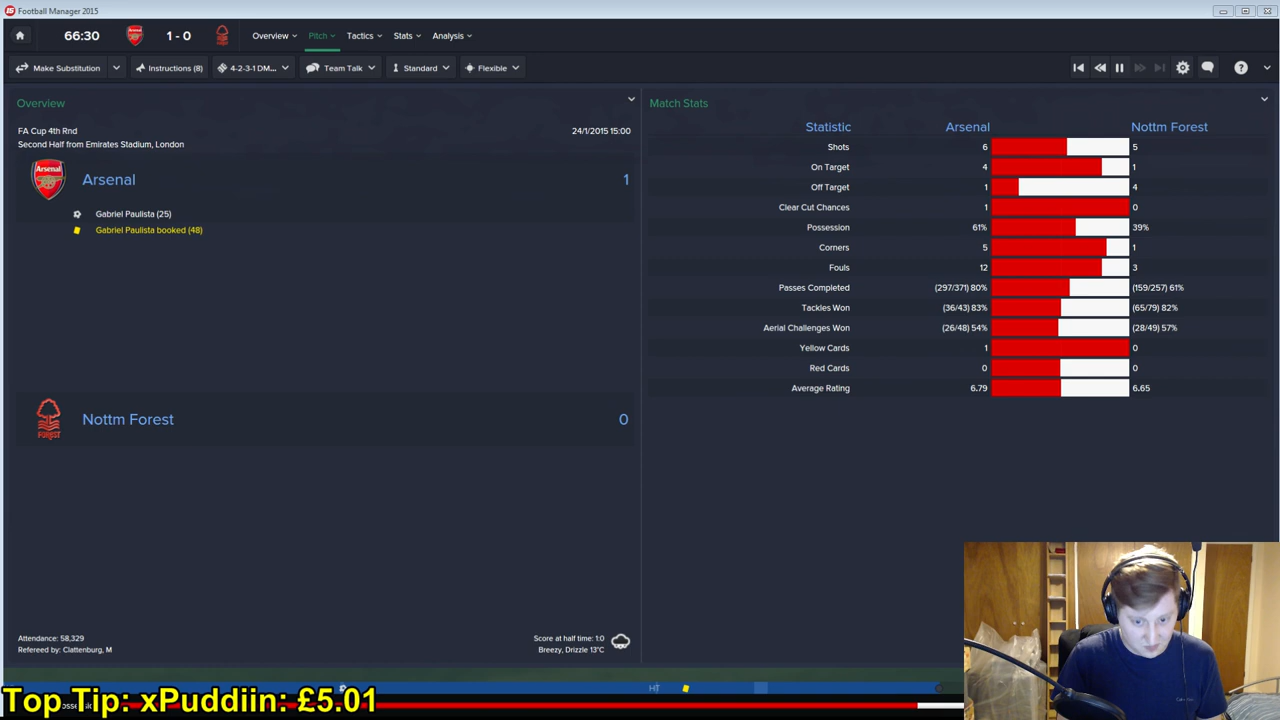 Football Manager 2015
66:30 1 - 0 Overview Pitch Tactics Stats Analysis
Make Substitution Instructions (8) 4-2-3-1 DM... Team Talk Standard Flexible
Overview
FA Cup 4th Rnd 24/1/2015 15:00
Second Half from Emirates Stadium, London
Arsenal 1
Gabriel Paulista (25)
Gabriel Paulista booked (48)
Nottm Forest 0
Attendance: 58,329
Refereed by: Clattenburg, M
Score at half time: 1:0
Breezy, Drizzle 13°C
Match Stats
Statistic Arsenal Nottm Forest
Shots 6 5
On Target 4 1
Off Target 1 4
Clear Cut Chances 1 0
Possession 61% 39%
Corners 5 1
Fouls 12 3
Passes Completed (297/371) 80% (159/257) 61%
Tackles Won (36/43) 83% (65/79) 82%
Aerial Challenges Won (26/48) 54% (28/49) 57%
Yellow Cards 1 0
Red Cards 0 0
Average Rating 6.79 6.65
HT
Top Tip: xPuddiin: £5.01